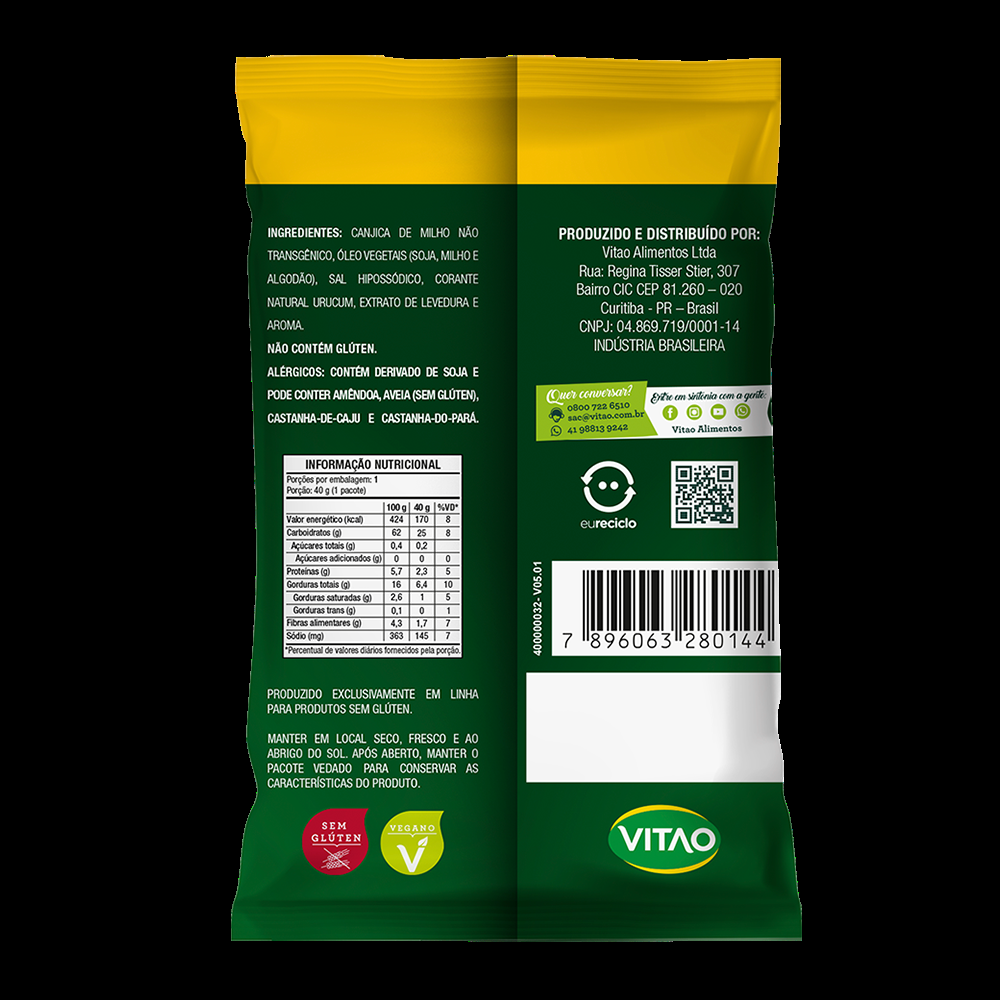 INGREDIENTES: CANJICA DE MILHO NÃO
TRANSGÊNICO, ÓLEO VEGETAIS (SOJA, MILHO E
ALGODÃO), SAL HIPOSSÓDICO, CORANTE
NATURAL URUCUM, EXTRATO DE LEVEDURA E
AROMA.
NÃO CONTÉM GLÚTEN.
ALÉRGICOS: CONTÉM DERIVADO DE SOJA E
PODE CONTER AMÊNDOA, AVEIA (SEM GLÚTEN),
CASTANHA-DE-CAJU E CASTANHA-DO-PARÁ.
INFORMAÇÃO NUTRICIONAL
Porções por embalagem: 1
Porção: 40 g (1 pacote)
100 g 40 g %VD*
Valor energético (kcal) 424 170 8
Carboidratos (g) 62 25 8
Açúcares totais (g) 0,4 0,2
Açúcares adicionados (g) 0 0 0
Proteínas (g) 5,7 2,3 5
Gorduras totais (g) 16 6,4 10
Gorduras saturadas (g) 2,6 1 5
Gorduras trans (g) 0,1 0 1
Fibras alimentares (g) 4,3 1,7 7
Sódio (mg) 363 145 7
*Percentual de valores diários fornecidos pela porção.
PRODUZIDO EXCLUSIVAMENTE EM LINHA
PARA PRODUTOS SEM GLÚTEN.
MANTER EM LOCAL SECO, FRESCO E AO
ABRIGO DO SOL. APÓS ABERTO, MANTER O
PACOTE VEDADO PARA CONSERVAR AS
CARACTERÍSTICAS DO PRODUTO.
SEM
GLÚTEN
VEGANO
V
PRODUZIDO E DISTRIBUÍDO POR:
Vitao Alimentos Ltda
Rua: Regina Tisser Stier, 307
Bairro CIC CEP 81.260 – 020
Curitiba - PR – Brasil
CNPJ: 04.869.719/0001-14
INDÚSTRIA BRASILEIRA
Quer conversar?
0800 722 6510
sac@vitao.com.br
41 98813 9242
Entre em sintonia com a gente:
Vitao Alimentos
eureciclo
400000032- V05.01
7 896063 280144
VITAO